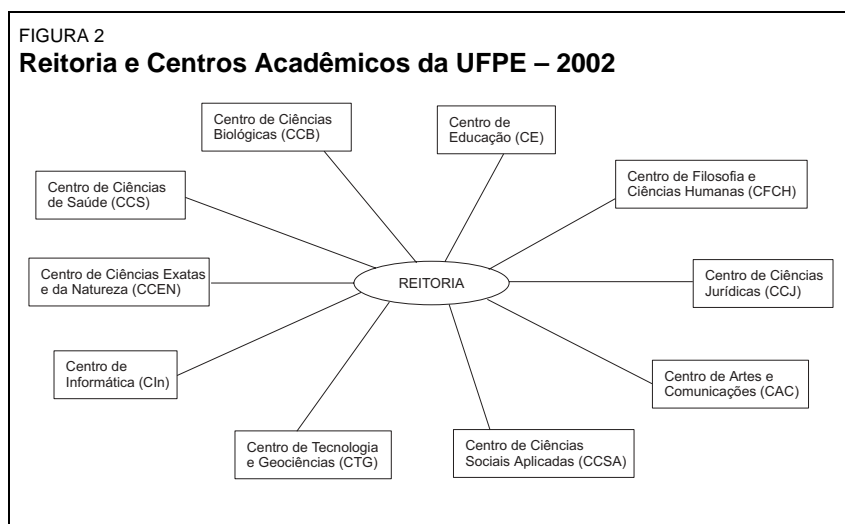 FIGURA 2
Reitoria e Centros Acadêmicos da UFPE – 2002
Centro de Ciências
Biológicas (CCB)
Centro de
Educação (CE)
Centro de Filosofia e
Ciências Humanas (CFCH)
Centro de Ciências
de Saúde (CCS)
Centro de Ciências Exatas
e da Natureza (CCEN)
REITORIA
Centro de Ciências
Jurídicas (CCJ)
Centro de
Informática (CIn)
Centro de Artes e
Comunicações (CAC)
Centro de Tecnologia
e Geociências (CTG)
Centro de Ciências
Sociais Aplicadas (CCSA)